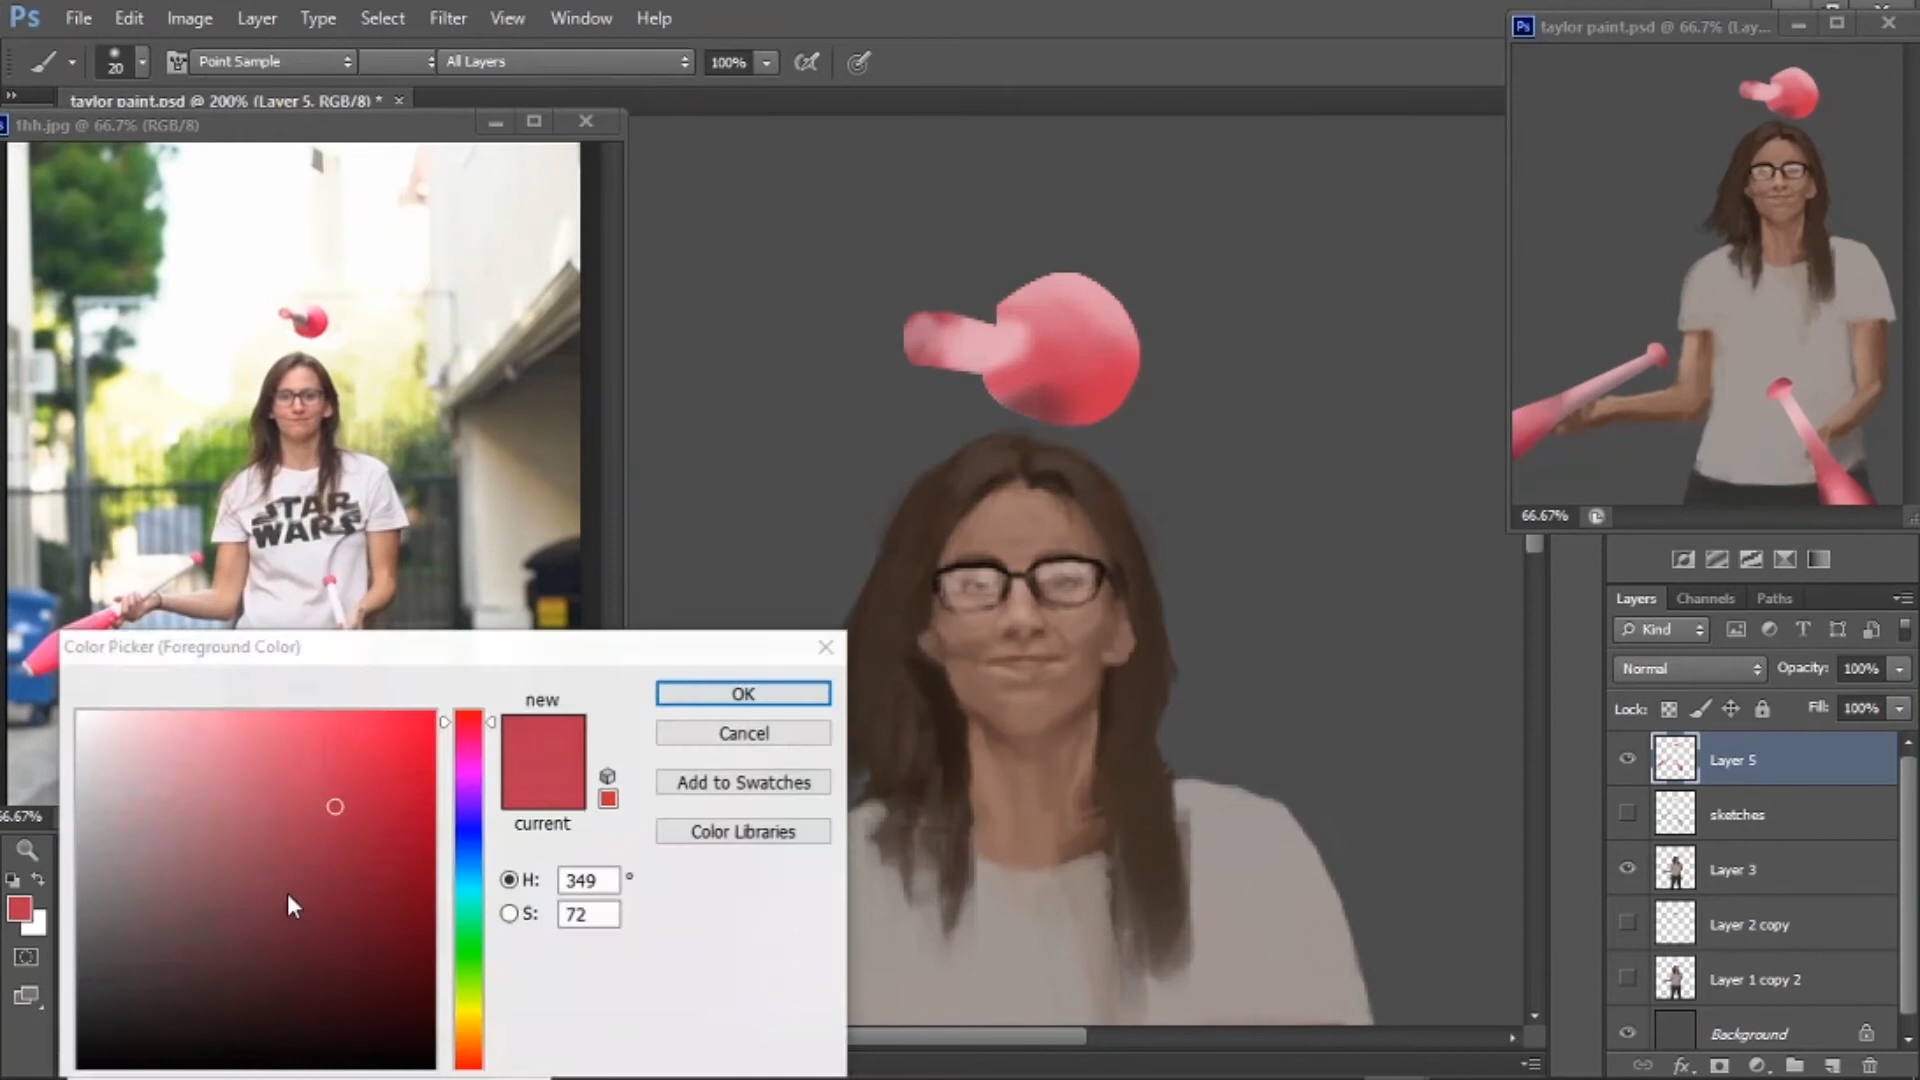 Ps File Edit Image Layer Type Select Filter View Window Help
20 Point Sample All Layers 100%
taylor paint.psd @ 200% (Layer 5, RGB/8) *
1hh.jpg @ 66.7% (RGB/8)
Ps taylor paint.psd @ 66.7% (Lay...
STAR
WARS
66.67%
Layers Channels Paths
Kind
Normal Opacity: 100%
Lock: Fill: 100%
Layer 5
sketches
Layer 3
Layer 2 copy
Layer 1 copy 2
Background
fx
Color Picker (Foreground Color)
new
current
OK
Cancel
Add to Swatches
Color Libraries
H: 349 °
S: 72
66.67%